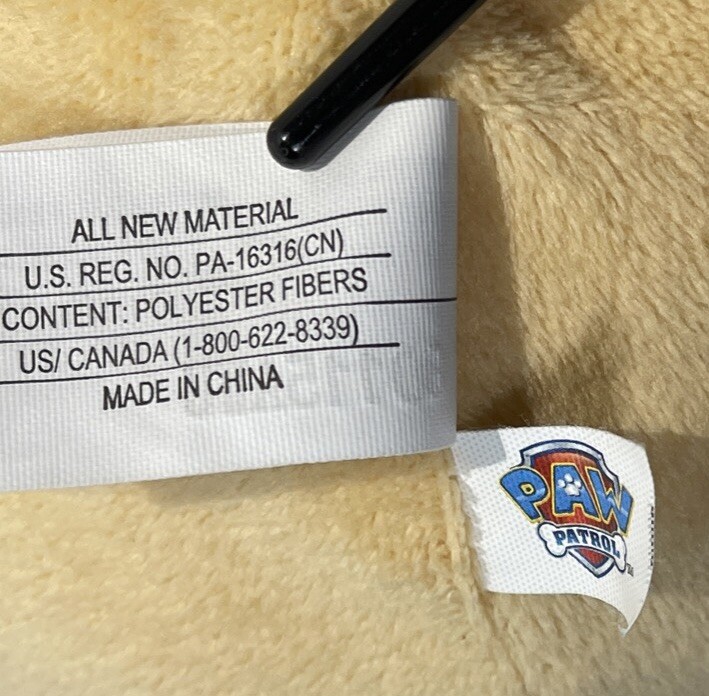 ALL NEW MATERIAL
U.S. REG. NO. PA-16316(CN)
CONTENT: POLYESTER FIBERS
US/ CANADA (1-800-622-8339)
MADE IN CHINA
PAW
PATROL